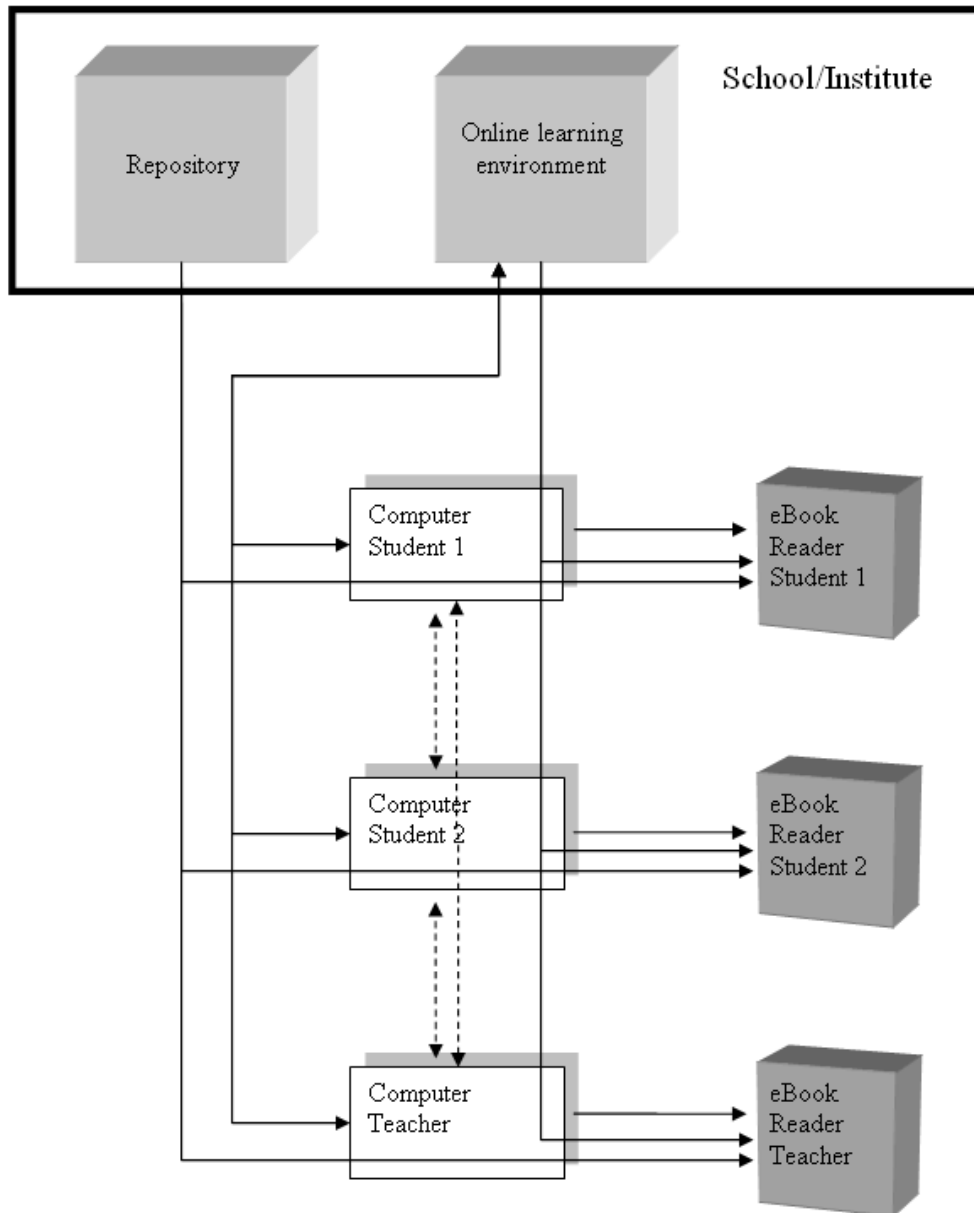 School/Institute
Repository
Online learning
environment
Computer
Student 1
eBook
Reader
Student 1
Computer
Student 2
eBook
Reader
Student 2
Computer
Teacher
eBook
Reader
Teacher